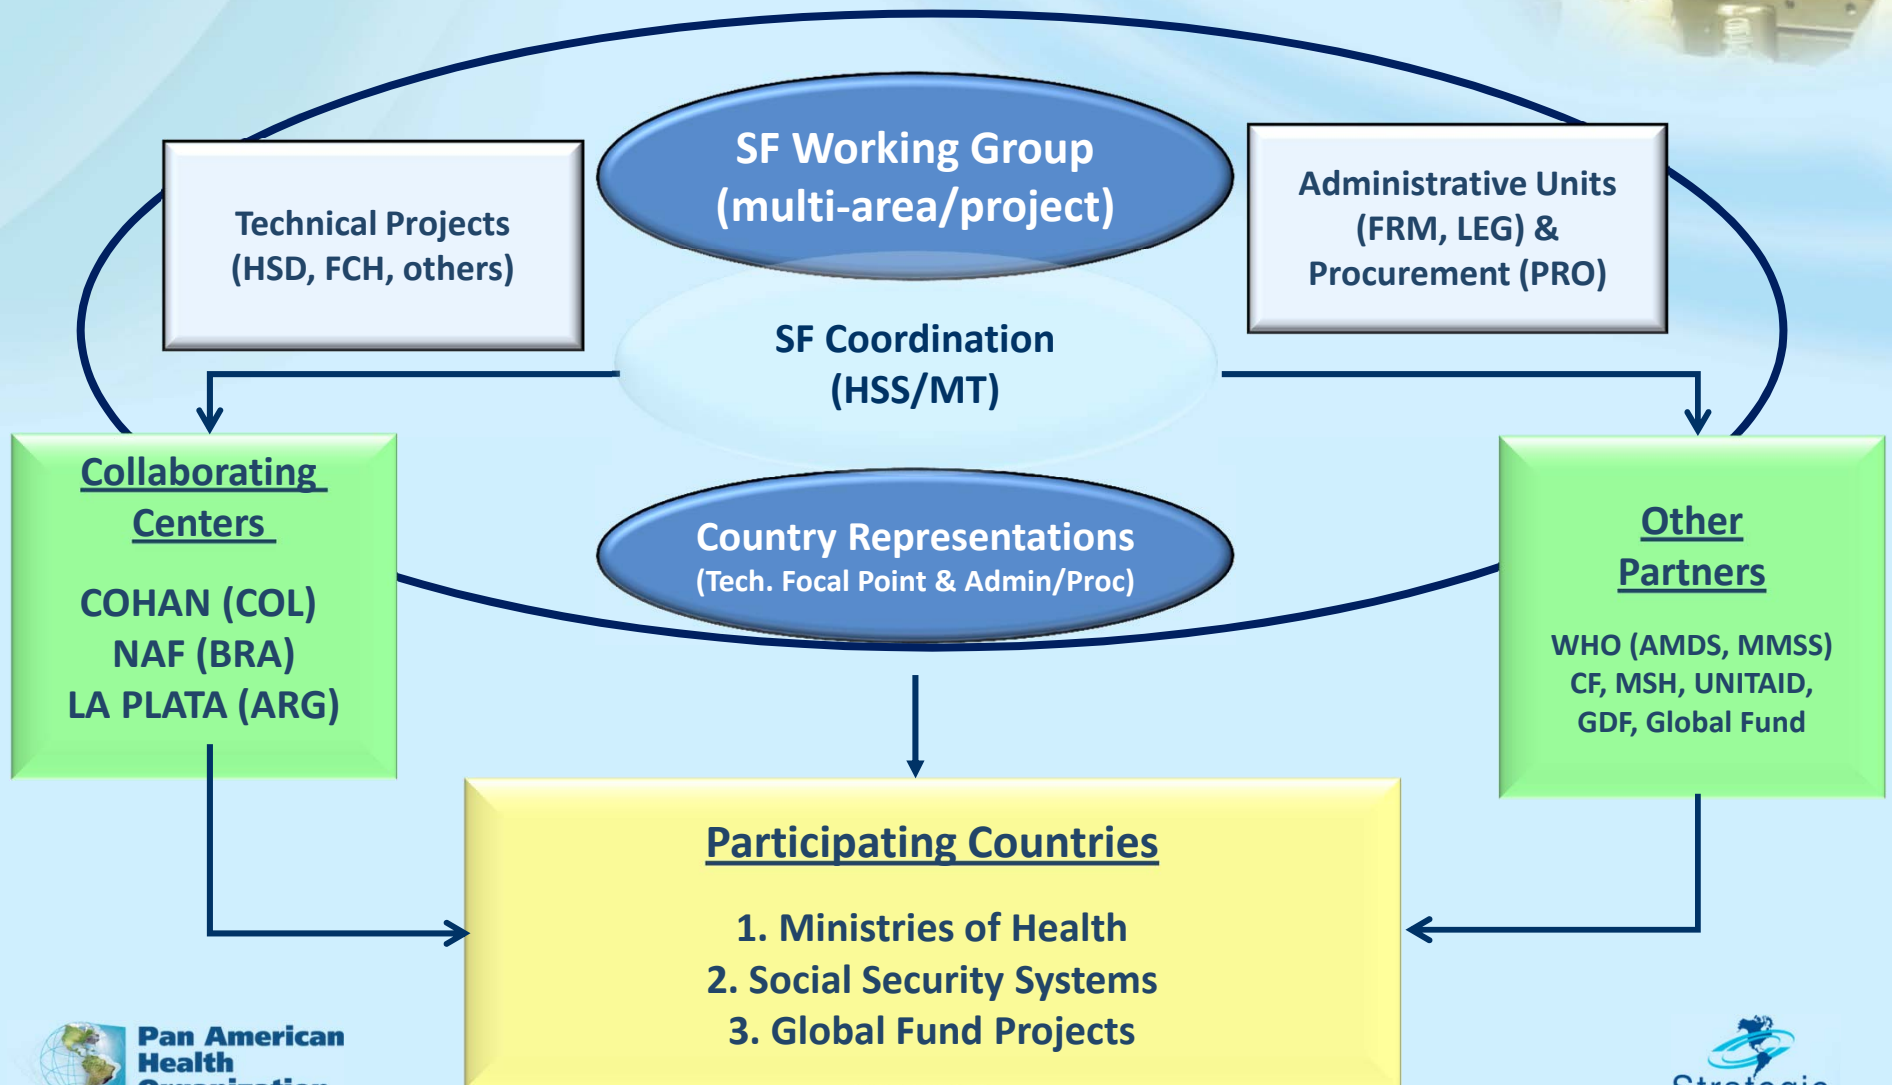 SF Working Group
(multi-area/project)
Technical Projects
(HSD, FCH, others)
Administrative Units
(FRM, LEG) &
Procurement (PRO)
SF Coordination
(HSS/MT)
Collaborating
Centers
COHAN (COL)
NAF (BRA)
LA PLATA (ARG)
Country Representations
(Tech. Focal Point & Admin/Proc)
Other
Partners
WHO (AMDS, MMSS)
CF, MSH, UNITAID,
GDF, Global Fund
Participating Countries
1. Ministries of Health
2. Social Security Systems
3. Global Fund Projects
Pan American
Health
Organization
Strategic